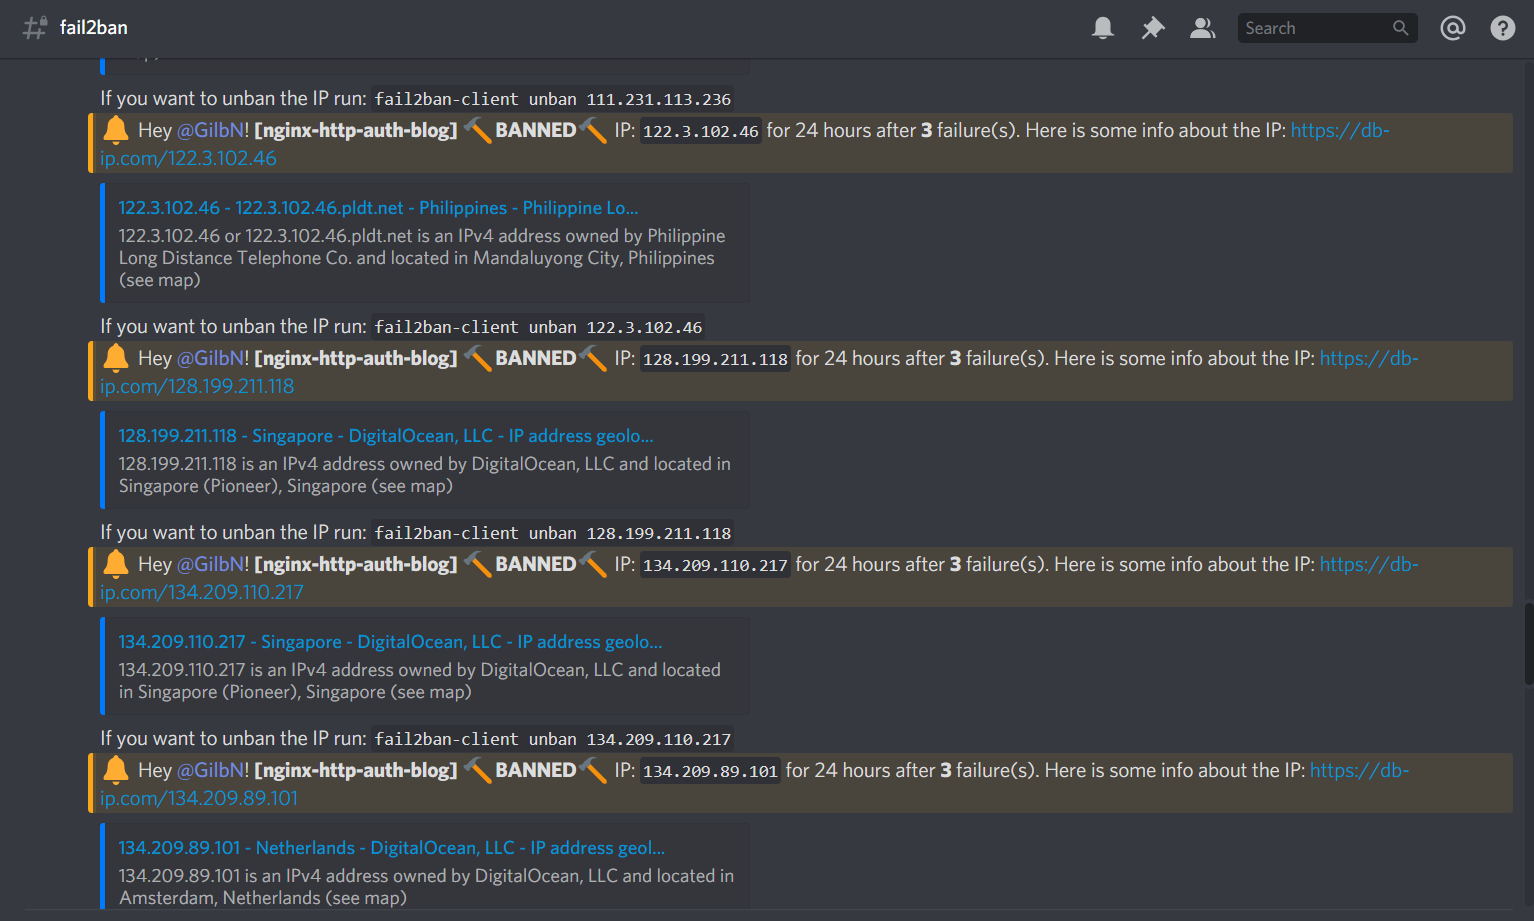 fail2ban
Search
If you want to unban the IP run: fail2ban-client unban 111.231.113.236
Hey @GilbN! [nginx-http-auth-blog] BANNED IP: 122.3.102.46 for 24 hours after 3 failure(s). Here is some info about the IP: https://db-
ip.com/122.3.102.46
122.3.102.46 - 122.3.102.46.pldt.net - Philippines - Philippine Lo...
122.3.102.46 or 122.3.102.46.pldt.net is an IPv4 address owned by Philippine
Long Distance Telephone Co. and located in Mandaluyong City, Philippines
(see map)
If you want to unban the IP run: fail2ban-client unban 122.3.102.46
Hey @GilbN! [nginx-http-auth-blog] BANNED IP: 128.199.211.118 for 24 hours after 3 failure(s). Here is some info about the IP: https://db-
ip.com/128.199.211.118
128.199.211.118 - Singapore - DigitalOcean, LLC - IP address geolo...
128.199.211.118 is an IPv4 address owned by DigitalOcean, LLC and located in
Singapore (Pioneer), Singapore (see map)
If you want to unban the IP run: fail2ban-client unban 128.199.211.118
Hey @GilbN! [nginx-http-auth-blog] BANNED IP: 134.209.110.217 for 24 hours after 3 failure(s). Here is some info about the IP: https://db-
ip.com/134.209.110.217
134.209.110.217 - Singapore - DigitalOcean, LLC - IP address geolo...
134.209.110.217 is an IPv4 address owned by DigitalOcean, LLC and located
in Singapore (Pioneer), Singapore (see map)
If you want to unban the IP run: fail2ban-client unban 134.209.110.217
Hey @GilbN! [nginx-http-auth-blog] BANNED IP: 134.209.89.101 for 24 hours after 3 failure(s). Here is some info about the IP: https://db-
ip.com/134.209.89.101
134.209.89.101 - Netherlands - DigitalOcean, LLC - IP address geol...
134.209.89.101 is an IPv4 address owned by DigitalOcean, LLC and located in
Amsterdam, Netherlands (see map)